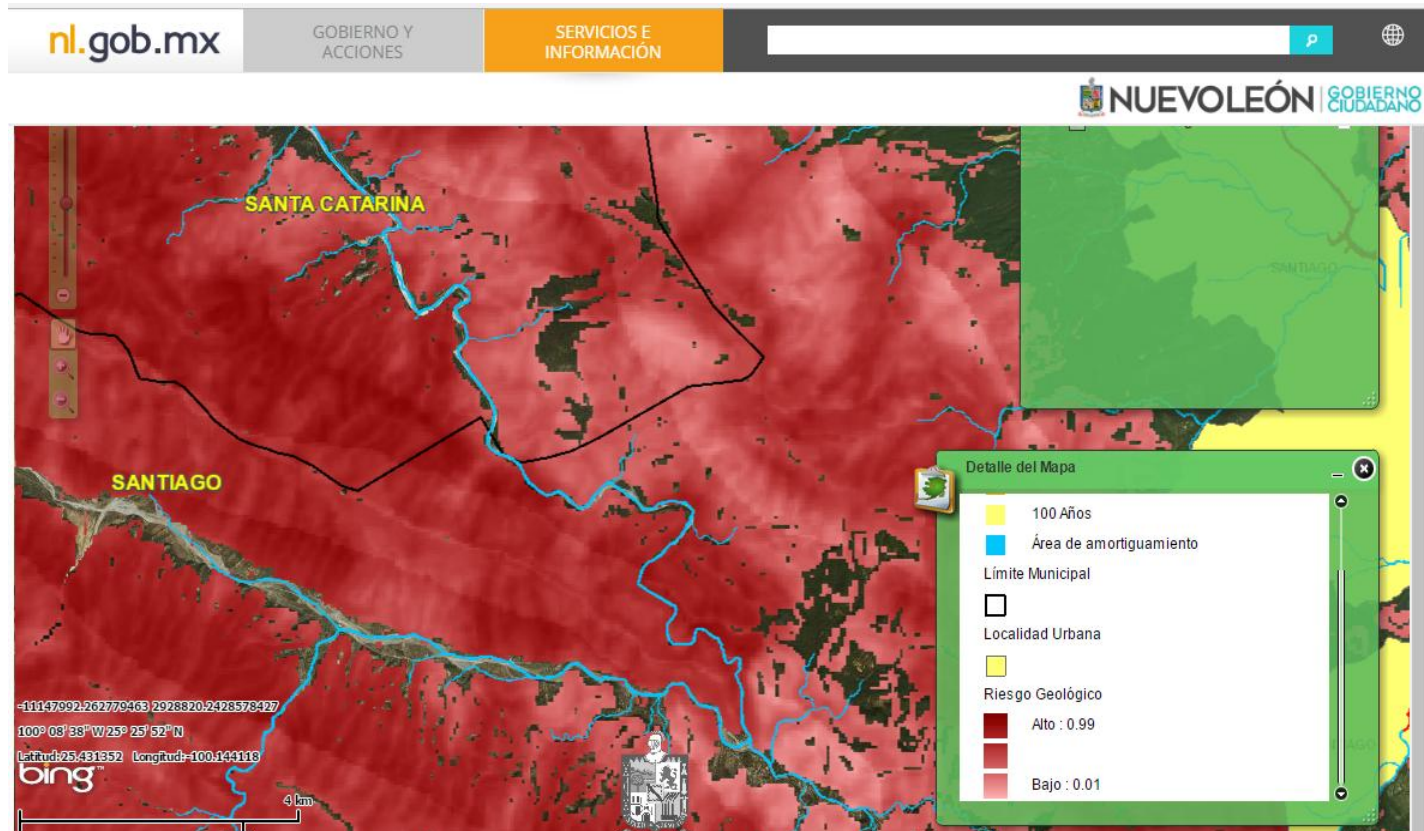 nl.gob.mx
GOBIERNO Y
ACCIONES
SERVICIOS E
INFORMACIÓN
NUEVO LEÓN
GOBIERNO
CIUDADANO
SANTA CATARINA
SANTIAGO
SANTIAGO
Detalle del Mapa
100 Años
Área de amortiguamiento
Límite Municipal
Localidad Urbana
Riesgo Geológico
Alto : 0.99
Bajo : 0.01
-11147992.262779463 2928820.2428578427
100° 08' 38" W 25° 25' 52" N
Latitud:25.431352 Longitud:-100.144118
bing
4 km